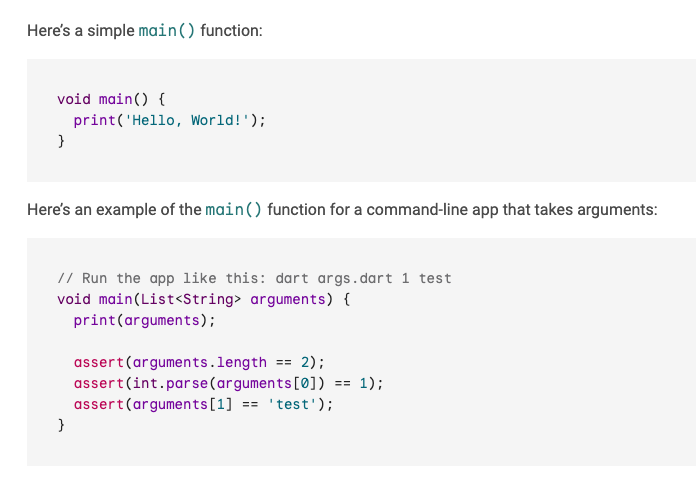 Here’s a simple main() function:
void main() {
  print('Hello, World!');
}
Here’s an example of the main() function for a command-line app that takes arguments:
// Run the app like this: dart args.dart 1 test
void main(List<String> arguments) {
  print(arguments);

  assert(arguments.length == 2);
  assert(int.parse(arguments[0]) == 1);
  assert(arguments[1] == 'test');
}